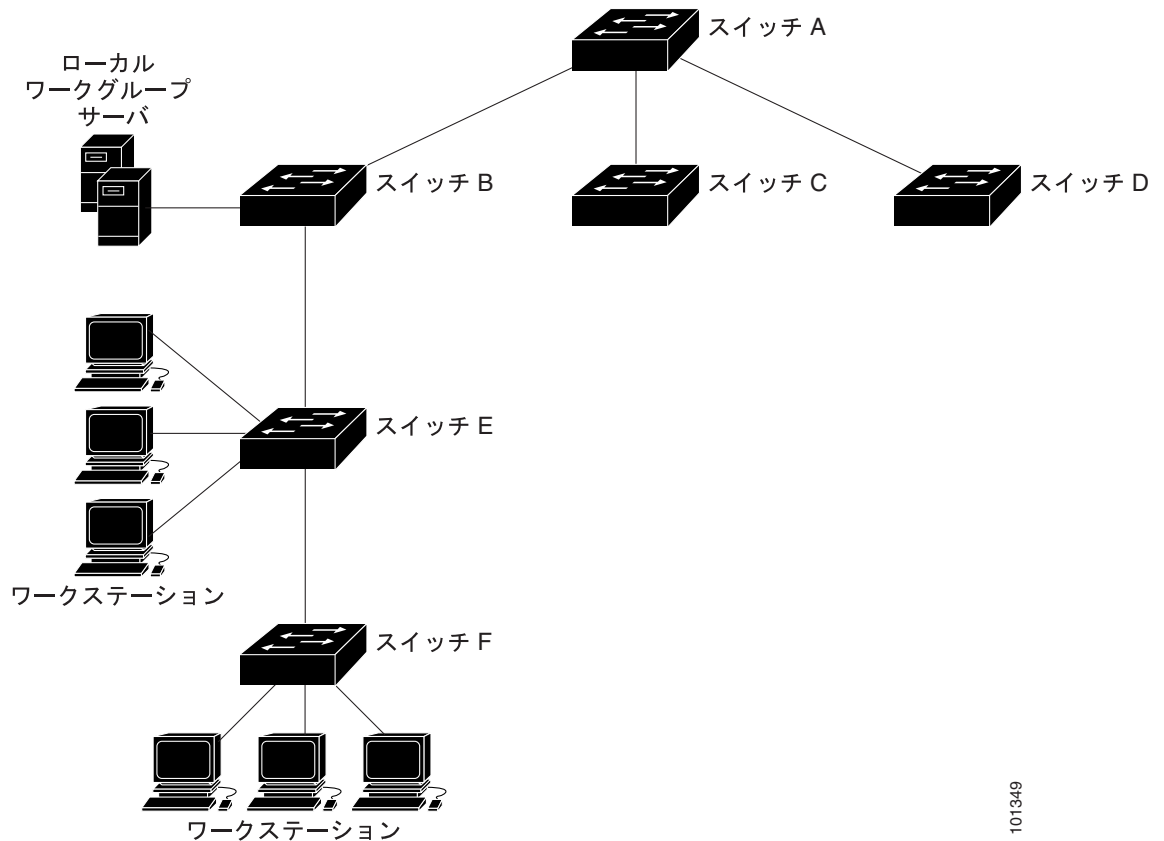 スイッチ A
ローカル
ワークグループ
サーバ
スイッチ B
スイッチ C
スイッチ D
スイッチ E
ワークステーション
スイッチ F
ワークステーション
101349